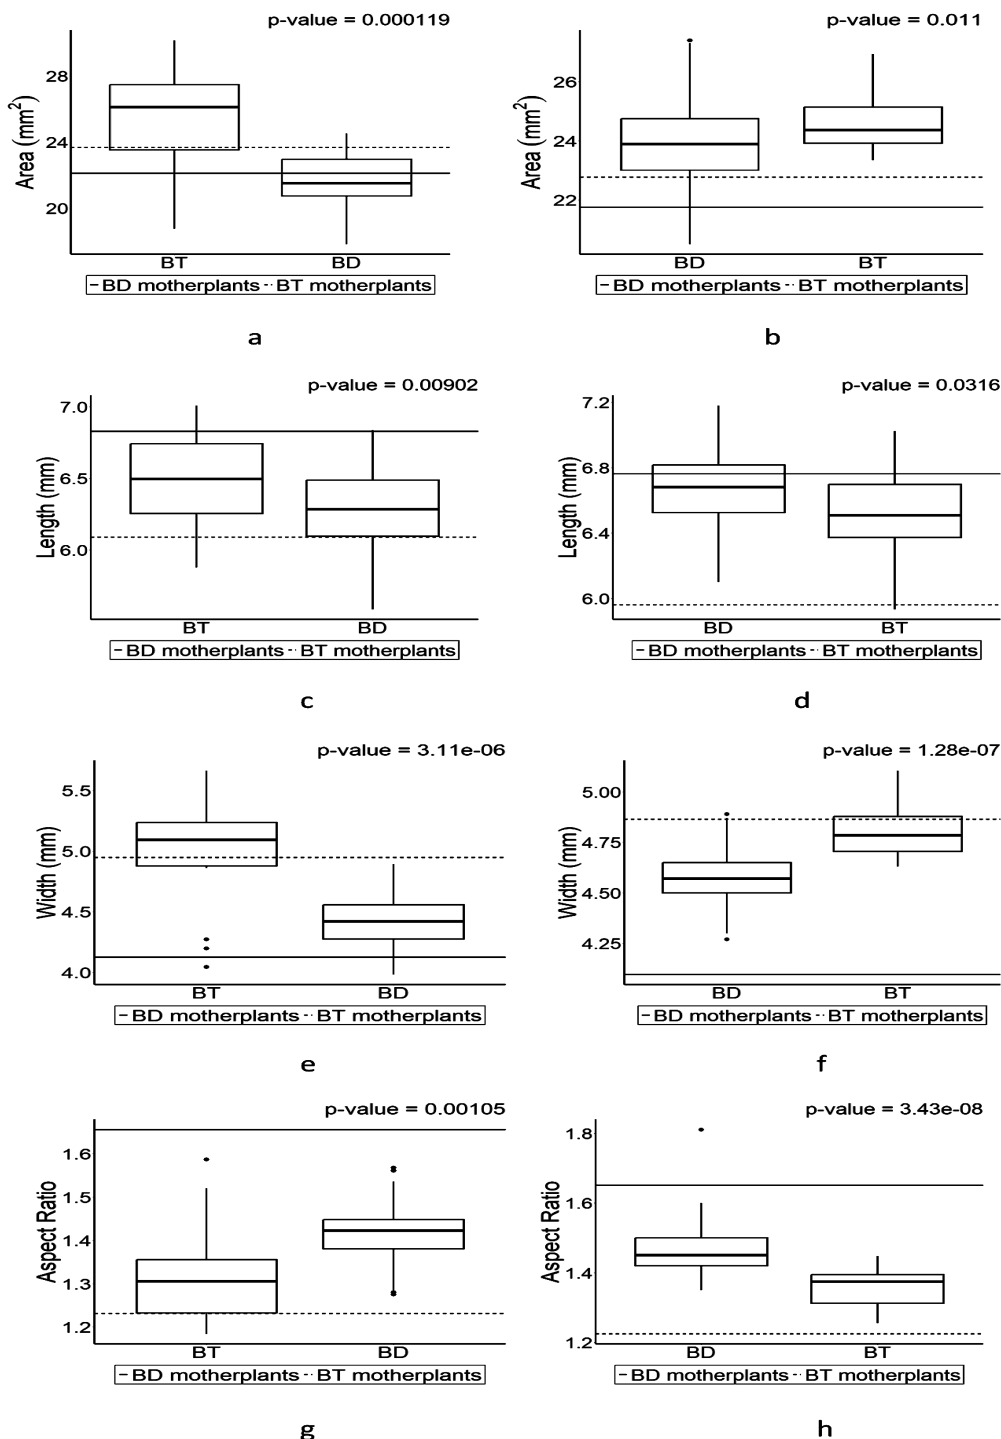 p-value = 0.000119
Area (mm²)
28
24
20
BT BD
BD motherplants BT motherplants
a
p-value = 0.011
Area (mm²)
26
24
22
BD BT
BD motherplants BT motherplants
b
p-value = 0.00902
Length (mm)
7.0
6.5
6.0
BT BD
BD motherplants BT motherplants
c
p-value = 0.0316
Length (mm)
7.2
6.8
6.4
6.0
BD BT
BD motherplants BT motherplants
d
p-value = 3.11e-06
Width (mm)
5.5
5.0
4.5
4.0
BT BD
BD motherplants BT motherplants
e
p-value = 1.28e-07
Width (mm)
5.00
4.75
4.50
4.25
BD BT
BD motherplants BT motherplants
f
p-value = 0.00105
Aspect Ratio
1.6
1.5
1.4
1.3
1.2
BT BD
BD motherplants BT motherplants
g
p-value = 3.43e-08
Aspect Ratio
1.8
1.6
1.4
1.2
BD BT
BD motherplants BT motherplants
h